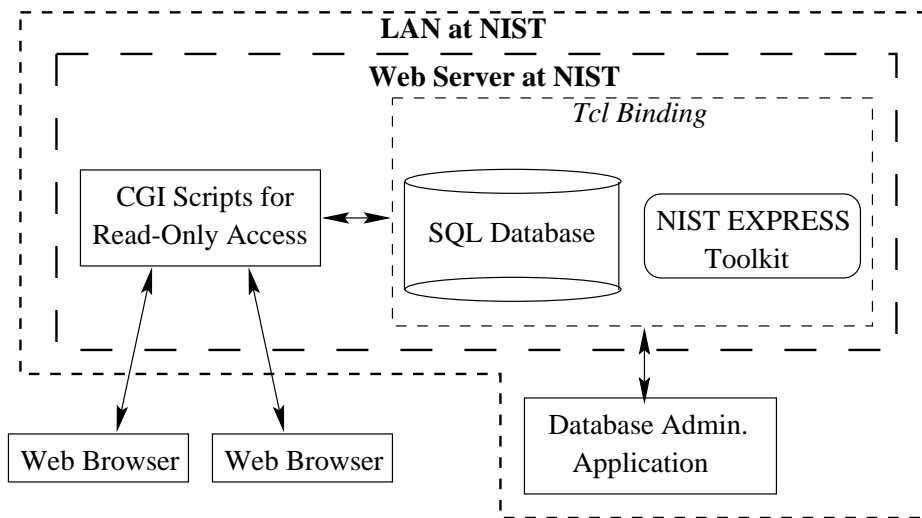 LAN at NIST
Web Server at NIST
Tcl Binding
CGI Scripts for
Read-Only Access
SQL Database
NIST EXPRESS
Toolkit
Web Browser
Web Browser
Database Admin.
Application